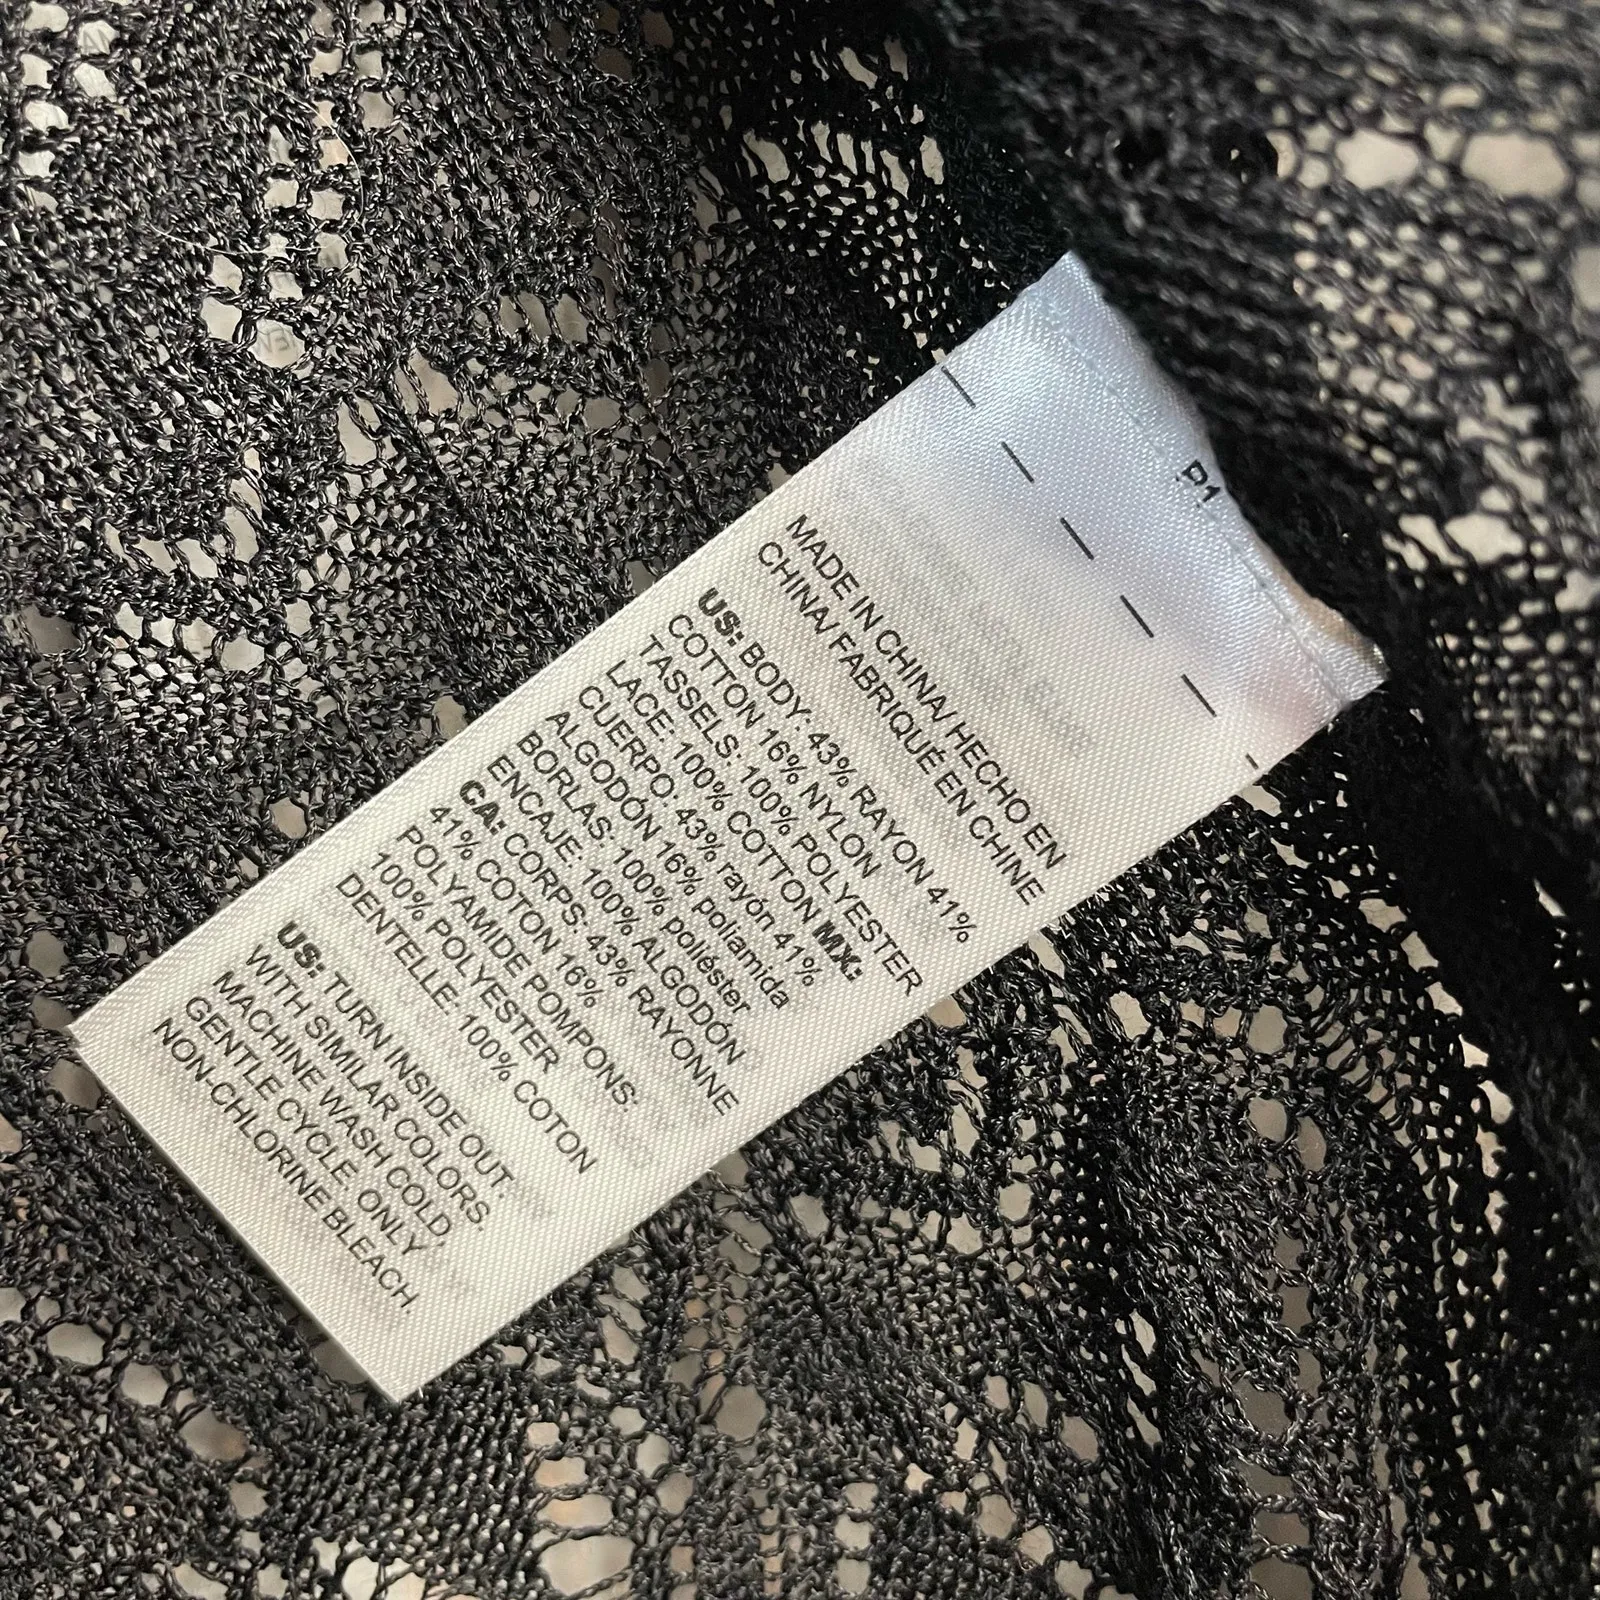 P1
MADE IN CHINA/ HECHO EN
CHINA/ FABRIQUÉ EN CHINE
US: BODY: 43% RAYON 41%
COTTON 16% NYLON
TASSELS: 100% POLYESTER
LACE: 100% COTTON MX:
CUERPO: 43% rayón 41%
ALGODÓN 16% poliamida
BORLAS: 100% poliéster
ENCAJE: 100% ALGODÓN
CA: CORPS: 43% RAYONNE
41% COTON 16%
POLYAMIDE POMPONS:
100% POLYESTER
DENTELLE: 100% COTON
US: TURN INSIDE OUT.
WITH SIMILAR COLORS.
MACHINE WASH COLD,
GENTLE CYCLE. ONLY
NON-CHLORINE BLEACH.